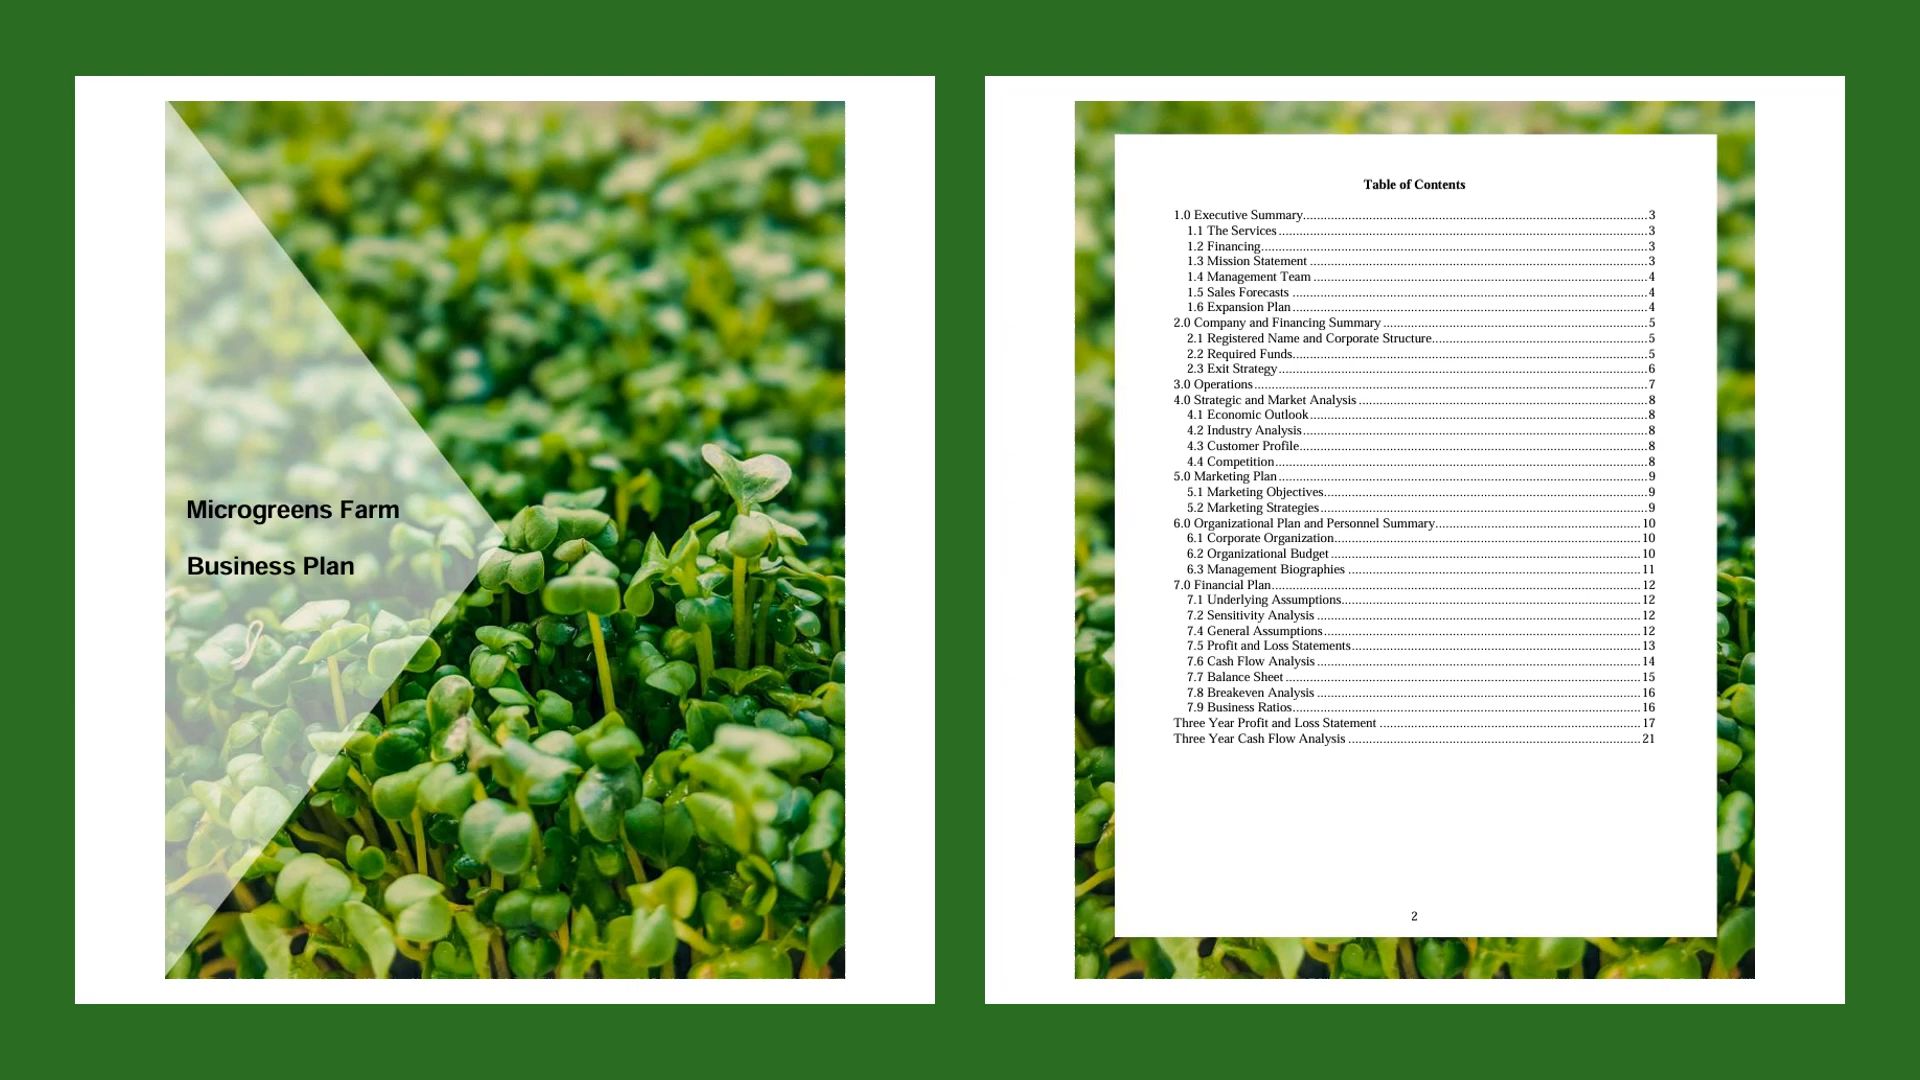 Microgreens Farm
Business Plan
Table of Contents
1.0 Executive Summary 3
1.1 The Services 3
1.2 Financing 3
1.3 Mission Statement 3
1.4 Management Team 4
1.5 Sales Forecasts 4
1.6 Expansion Plan 4
2.0 Company and Financing Summary 5
2.1 Registered Name and Corporate Structure 5
2.2 Required Funds 5
2.3 Exit Strategy 6
3.0 Operations 7
4.0 Strategic and Market Analysis 8
4.1 Economic Outlook 8
4.2 Industry Analysis 8
4.3 Customer Profile 8
4.4 Competition 8
5.0 Marketing Plan 9
5.1 Marketing Objectives 9
5.2 Marketing Strategies 9
6.0 Organizational Plan and Personnel Summary 10
6.1 Corporate Organization 10
6.2 Organizational Budget 10
6.3 Management Biographies 11
7.0 Financial Plan 12
7.1 Underlying Assumptions 12
7.2 Sensitivity Analysis 12
7.4 General Assumptions 12
7.5 Profit and Loss Statements 13
7.6 Cash Flow Analysis 14
7.7 Balance Sheet 15
7.8 Breakeven Analysis 16
7.9 Business Ratios 16
Three Year Profit and Loss Statement 17
Three Year Cash Flow Analysis 21
2